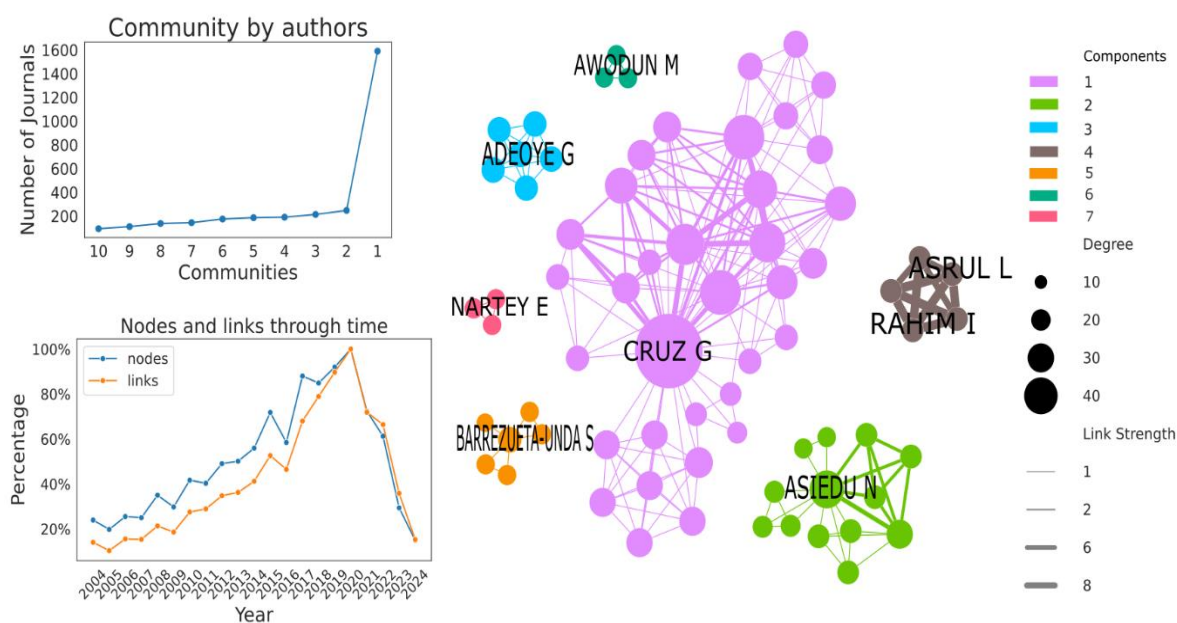 Community by authors
Number of Journals
1600
1400
1200
1000
800
600
400
200
10 9 8 7 6 5 4 3 2 1
Communities
Nodes and links through time
nodes
links
Percentage
100%
80%
60%
40%
20%
2004 2005 2006 2007 2008 2009 2010 2011 2012 2013 2014 2015 2016 2017 2018 2019 2020 2021 2022 2023 2024
Year
AWODUN M
ADEOYE G
NARTEY E
BARREZUETA-UNDA S
CRUZ G
ASRUL L
RAHIM I
ASIEDU N
Components
1
2
3
4
5
6
7
Degree
10
20
30
40
Link Strength
1
2
6
8